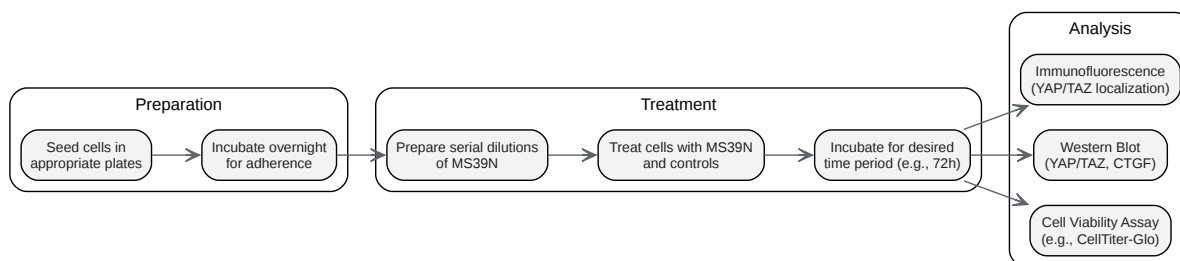 Preparation
Seed cells in
appropriate plates
Incubate overnight
for adherence
Treatment
Prepare serial dilutions
of MS39N
Treat cells with MS39N
and controls
Incubate for desired
time period (e.g., 72h)
Analysis
Immunofluorescence
(YAP/TAZ localization)
Western Blot
(YAP/TAZ, CTGF)
Cell Viability Assay
(e.g., CellTiter-Glo)